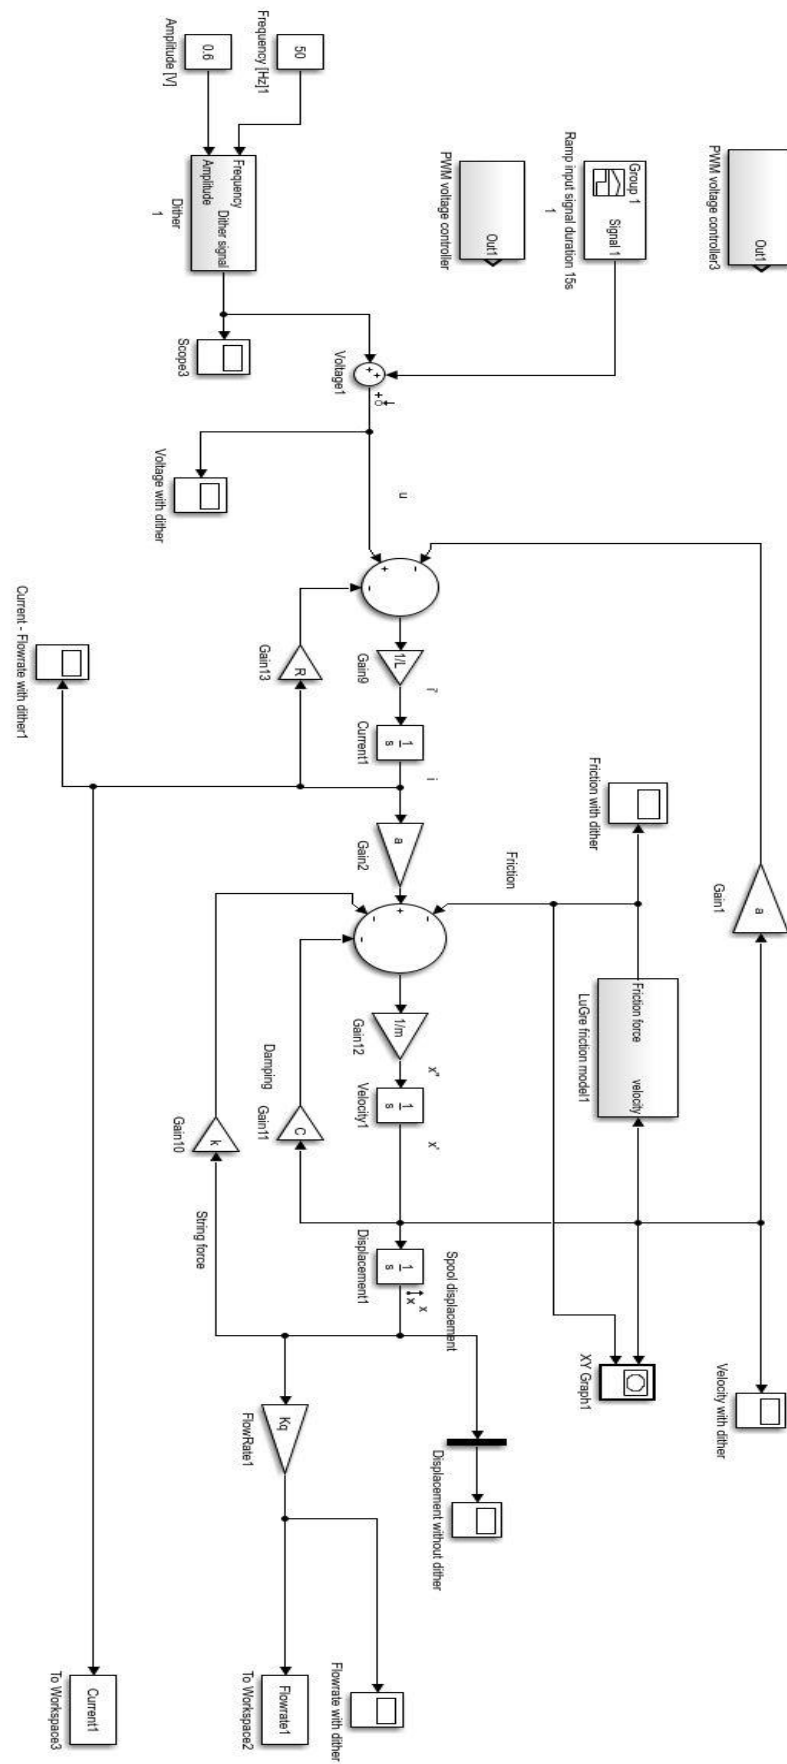 PWM voltage controller3
Out1
Group 1
Signal 1
Ramp input signal duration 15s
1
Out1
PWM voltage controller
50
Frequency [Hz]1
0.6
Amplitude [V]
Frequency
Amplitude
Dither signal
Dither
1
Scope3
+
+
Voltage1
+
Voltage with dither
u
-
+
-
1/L
Gain9
i'
R
Gain13
1
s
Current1
i
Current - Flowrate with dither1
a
Gain1
Friction with dither
Friction force
velocity
LuGre friction model1
Friction
a
Gain2
-
+
-
-
1/m
Gain12
x''
1
s
Velocity1
x'
C
Gain11
Damping
k
Gain10
String force
1
s
Displacement1
x
x
Spool displacement
Velocity with dither
XY Graph1
Displacement without dither
Kq
FlowRate1
Flowrate with dither
Flowrate1
To Workspace2
Current1
To Workspace3